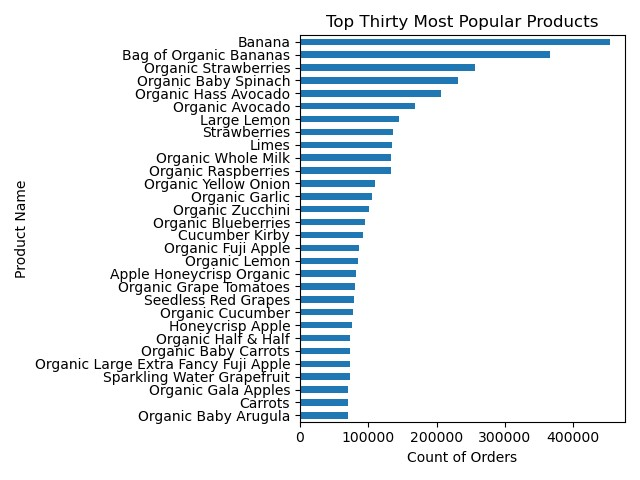 Top Thirty Most Popular Products
Product Name
Banana
Bag of Organic Bananas
Organic Strawberries
Organic Baby Spinach
Organic Hass Avocado
Organic Avocado
Large Lemon
Strawberries
Limes
Organic Whole Milk
Organic Raspberries
Organic Yellow Onion
Organic Garlic
Organic Zucchini
Organic Blueberries
Cucumber Kirby
Organic Fuji Apple
Organic Lemon
Apple Honeycrisp Organic
Organic Grape Tomatoes
Seedless Red Grapes
Organic Cucumber
Honeycrisp Apple
Organic Half & Half
Organic Baby Carrots
Organic Large Extra Fancy Fuji Apple
Sparkling Water Grapefruit
Organic Gala Apples
Carrots
Organic Baby Arugula
0 100000 200000 300000 400000
Count of Orders